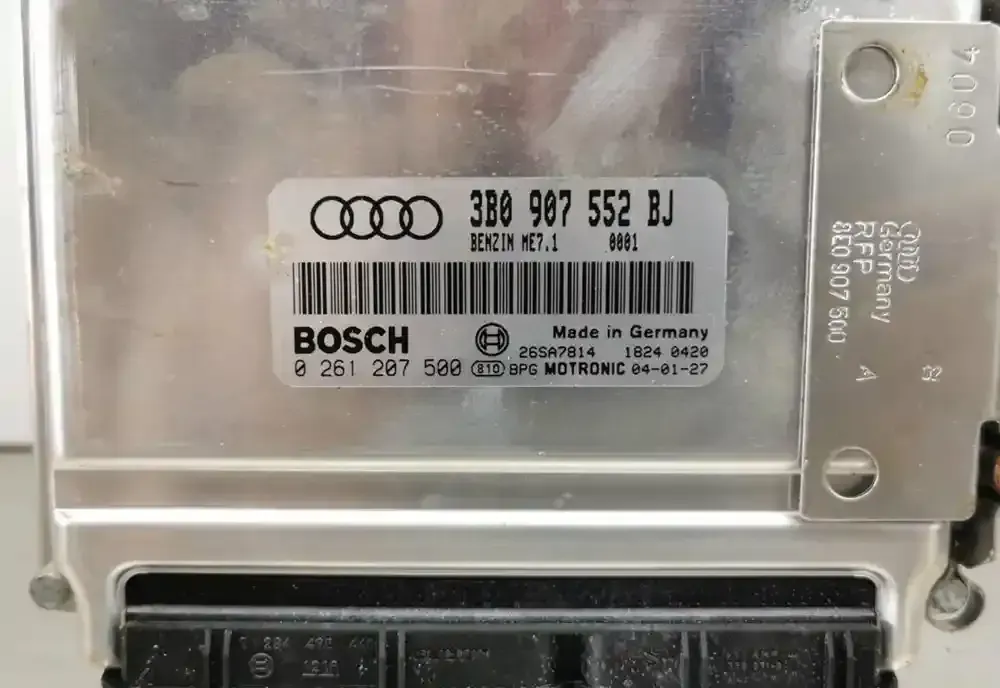 3B0 907 552 BJ
BENZIN ME7.1 0001
BOSCH
Made in Germany
26SA7814 1824 0420
0 261 207 500 810 BPG MOTRONIC 04-01-27
0604
Germany
RFP
8E0 907 500 A